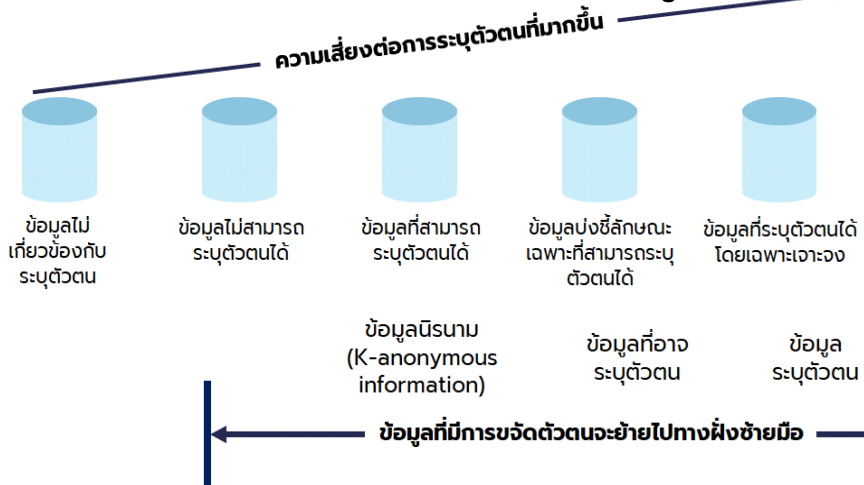 ความเสี่ยงต่อการระบุตัวตนที่มากขึ้น
ข้อมูลไม่
เกี่ยวข้องกับ
ระบุตัวตน
ข้อมูลไม่สามารถ
ระบุตัวตนได้
ข้อมูลที่สามารถ
ระบุตัวตนได้
ข้อมูลบ่งชี้ลักษณะ
เฉพาะที่สามารถระบุ
ตัวตนได้
ข้อมูลที่ระบุตัวตนได้
โดยเฉพาะเจาะจง
ข้อมูลนิรนาม
(K-anonymous
information)
ข้อมูลที่อาจ
ระบุตัวตน
ข้อมูล
ระบุตัวตน
ข้อมูลที่มีการขจัดตัวตนจะย้ายไปทางฝั่งซ้ายมือ